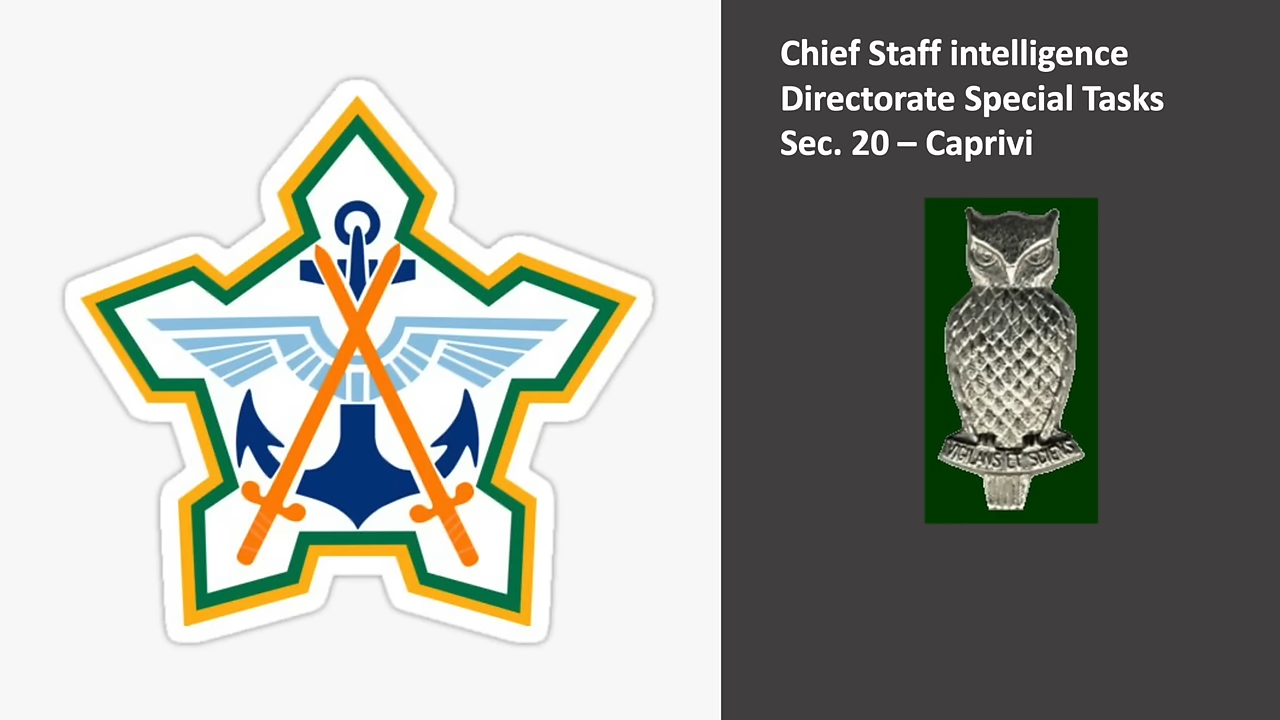 Chief Staff intelligence
Directorate Special Tasks
Sec. 20 – Caprivi
VIGILANS ET SCIENS